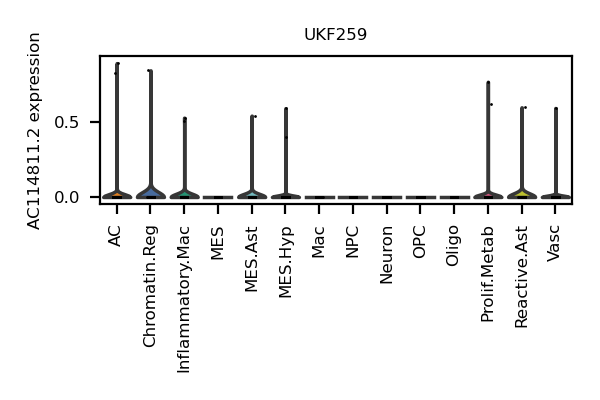 UKF259
AC114811.2 expression
0.5
0.0
AC
Chromatin.Reg
Inflammatory.Mac
MES
MES.Ast
MES.Hyp
Mac
NPC
Neuron
OPC
Oligo
Prolif.Metab
Reactive.Ast
Vasc